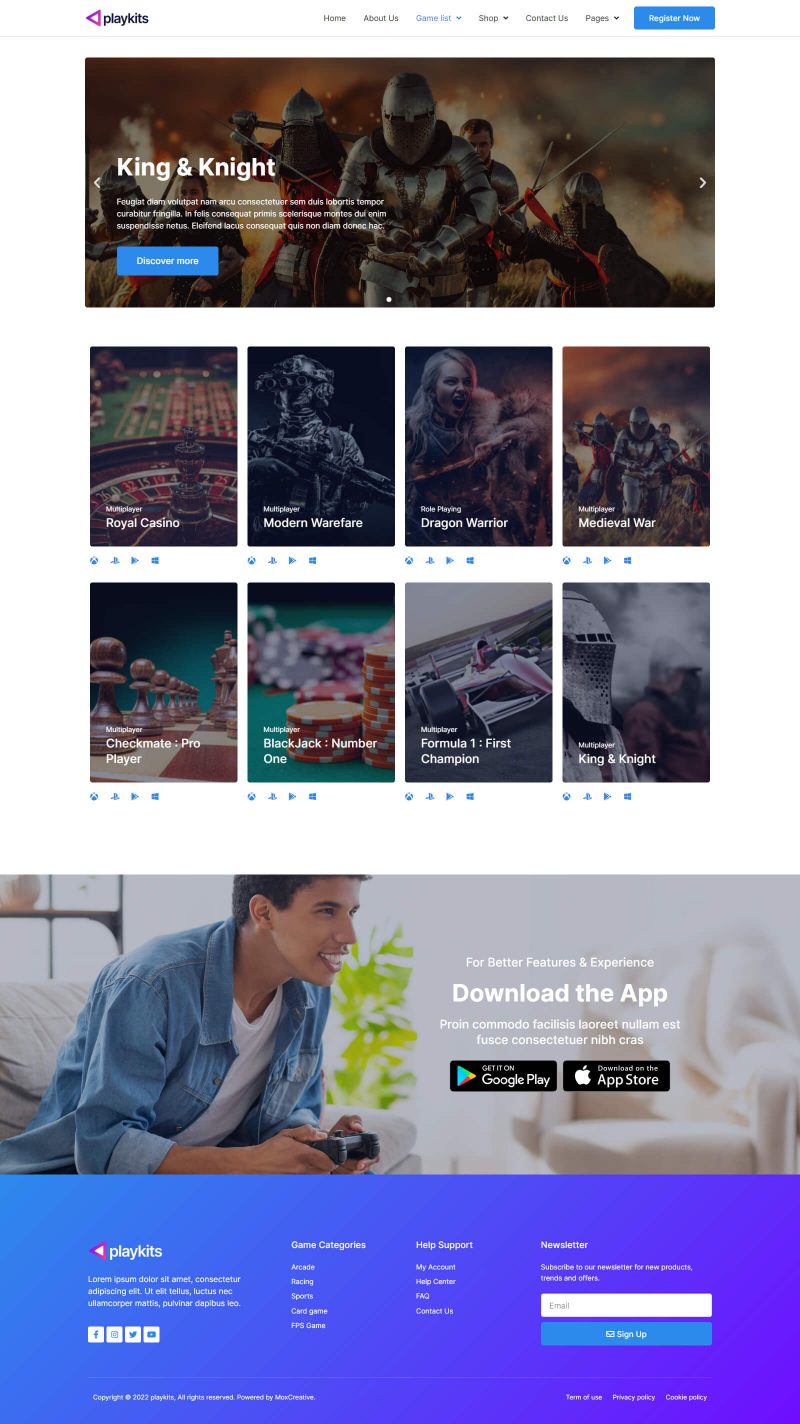 playkits
Home About Us Game list Shop Contact Us Pages Register Now
King & Knight
Feugiat diam volutpat nam arcu consectetuer sem duis lobortis tempor
curabitur fringilla. In felis consequat primis scelerisque montes dui enim
suspendisse netus. Eleifend lacus consequat quis non diam donec hac.
Discover more
Multiplayer
Royal Casino
Multiplayer
Modern Warefare
Role Playing
Dragon Warrior
Multiplayer
Medieval War
Multiplayer
Checkmate : Pro
Player
Multiplayer
BlackJack : Number
One
Multiplayer
Formula 1 : First
Champion
Multiplayer
King & Knight
For Better Features & Experience
Download the App
Proin commodo facilisis laoreet nullam est
fusce consectetuer nibh cras
GET IT ON
Google Play
Download on the
App Store
playkits
Lorem ipsum dolor sit amet, consectetur
adipiscing elit. Ut elit tellus, luctus nec
ullamcorper mattis, pulvinar dapibus leo.
Game Categories
Arcade
Racing
Sports
Card game
FPS Game
Help Support
My Account
Help Center
FAQ
Contact Us
Newsletter
Subscribe to our newsletter for new products,
trends and offers.
Email
Sign Up
Copyright © 2022 playkits, All rights reserved. Powered by MoxCreative.
Term of use Privacy policy Cookie policy